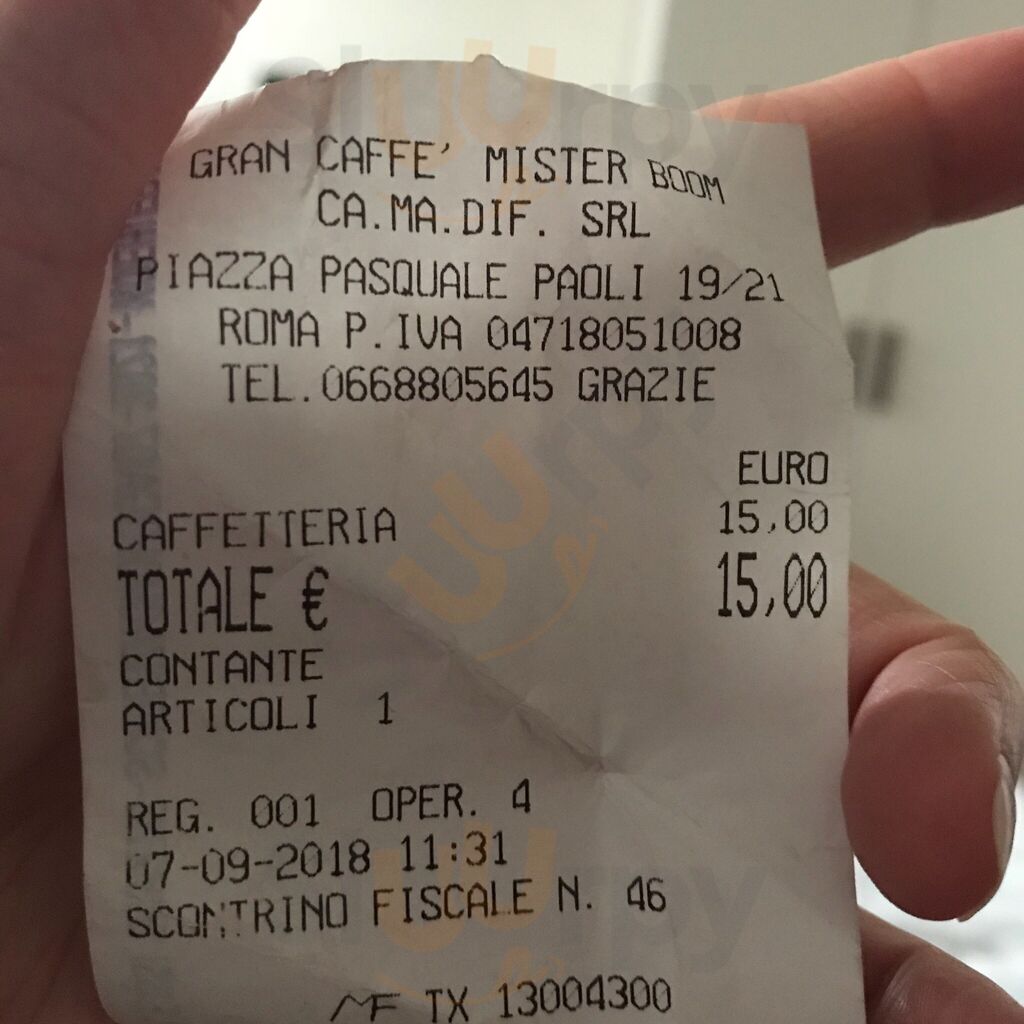 GRAN CAFFE' MISTER BOOM
CA.MA.DIF. SRL
PIAZZA PASQUALE PAOLI 19/21
ROMA P.IVA 04718051008
TEL.0668805645 GRAZIE
EURO
CAFFETTERIA 15,00
TOTALE € 15,00
CONTANTE
ARTICOLI 1
REG. 001 OPER. 4
07-09-2018 11:31
SCONTRINO FISCALE N. 46
MF TX 13004300